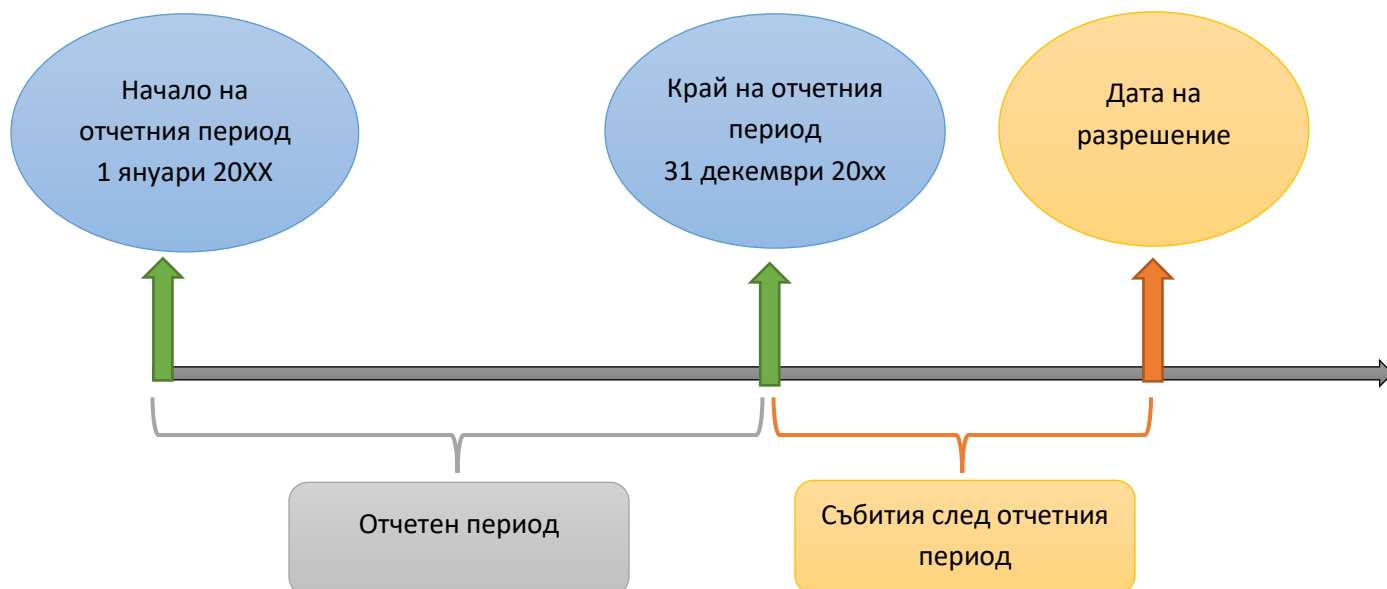 Начало на
отчетния период
1 януари 20XX
Край на отчетния
период
31 декември 20xx
Дата на
разрешение
Отчетен период
Събития след отчетния
период